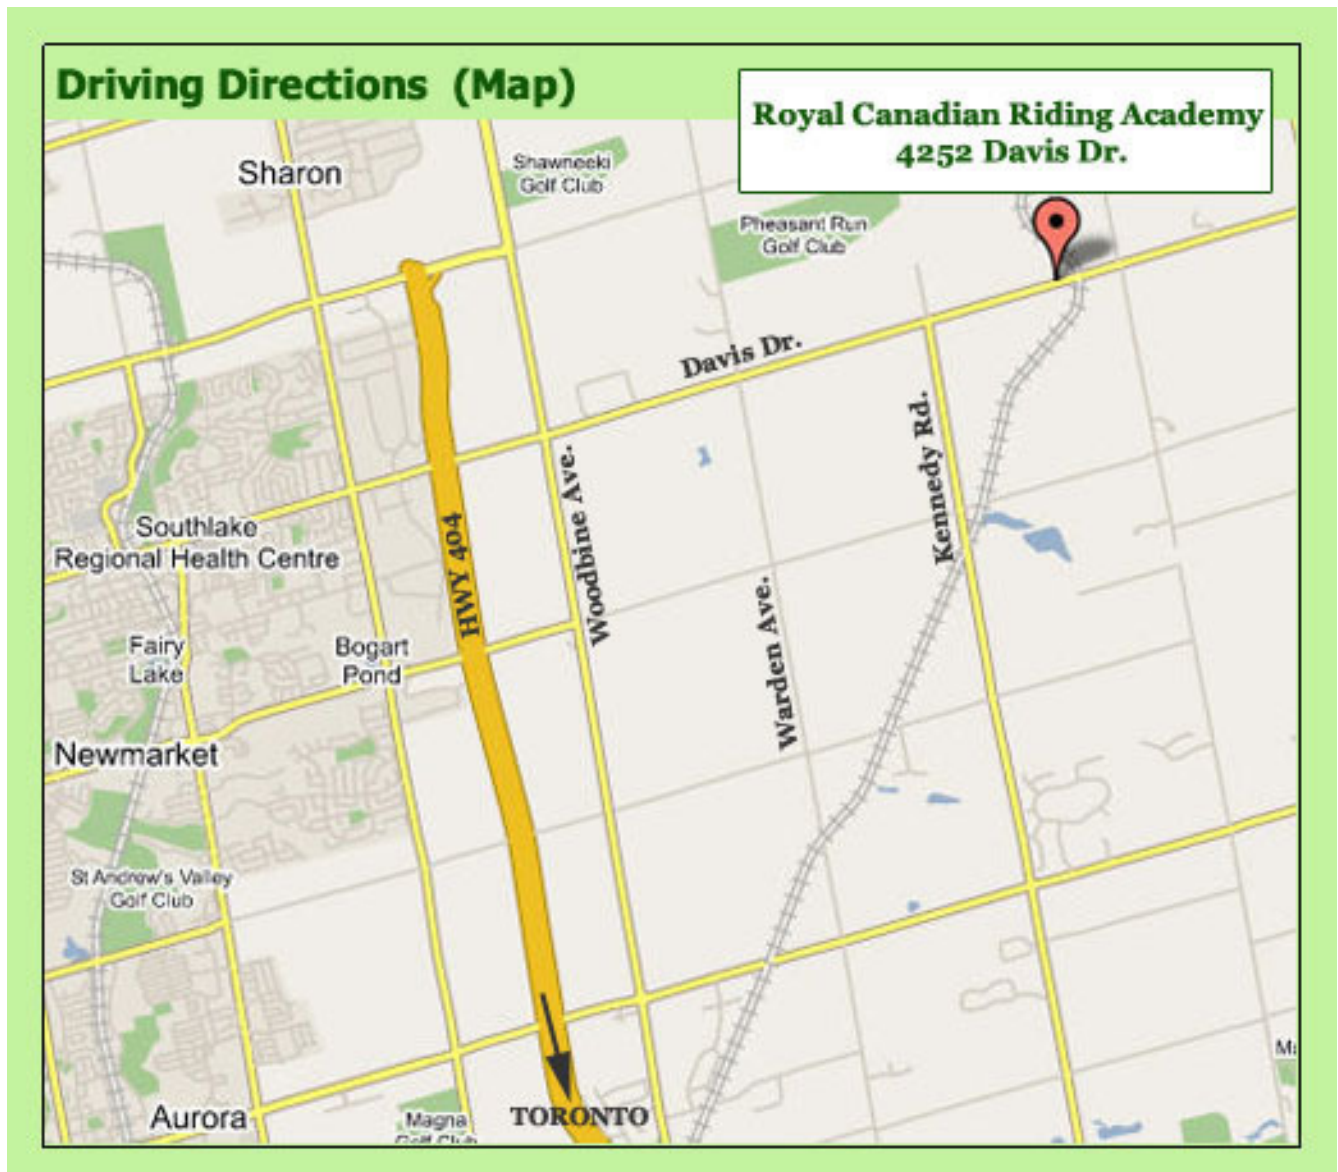 Driving Directions (Map)
Royal Canadian Riding Academy
4252 Davis Dr.
Sharon
Shawneeki
Golf Club
Pheasant Run
Golf Club
Davis Dr.
Kennedy Rd.
Woodbine Ave.
HWY 404
Southlake
Regional Health Centre
Warden Ave.
Fairy
Lake
Bogart
Pond
Newmarket
St Andrew's Valley
Golf Club
Aurora
Magna
Golf Club
TORONTO